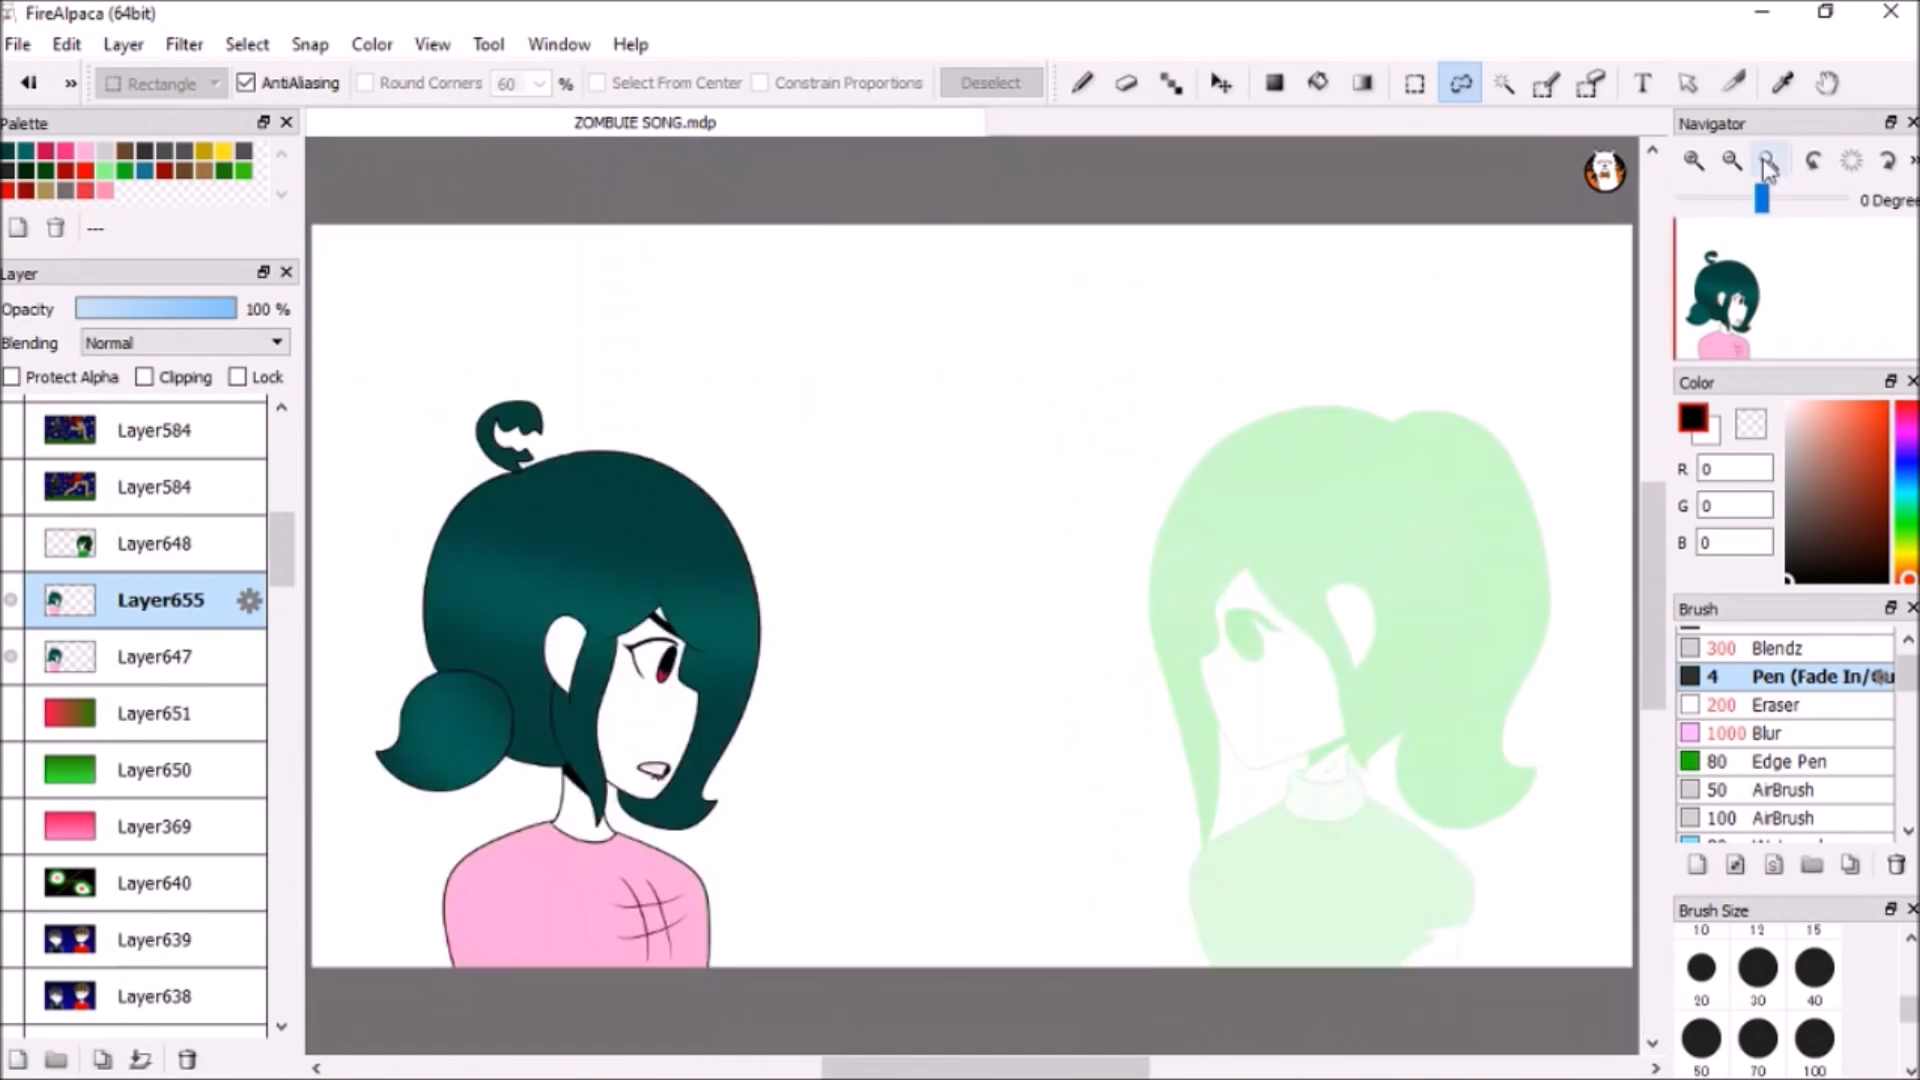 FireAlpaca (64bit)
File Edit Layer Filter Select Snap Color View Tool Window Help
Rectangle AntiAliasing Round Corners 60 % Select From Center Constrain Proportions Deselect
Palette
ZOMBUIE SONG.mdp
Navigator
0 Degre
---
Layer
Opacity 100 %
Blending Normal
Protect Alpha Clipping Lock
Layer584
Layer584
Layer648
Layer655
Layer647
Layer651
Layer650
Layer369
Layer640
Layer639
Layer638
Color
R 0
G 0
B 0
Brush
300 Blendz
4 Pen (Fade In/Ou
200 Eraser
1000 Blur
80 Edge Pen
50 AirBrush
100 AirBrush
Brush Size
10 12 15
20 30 40
50 70 100